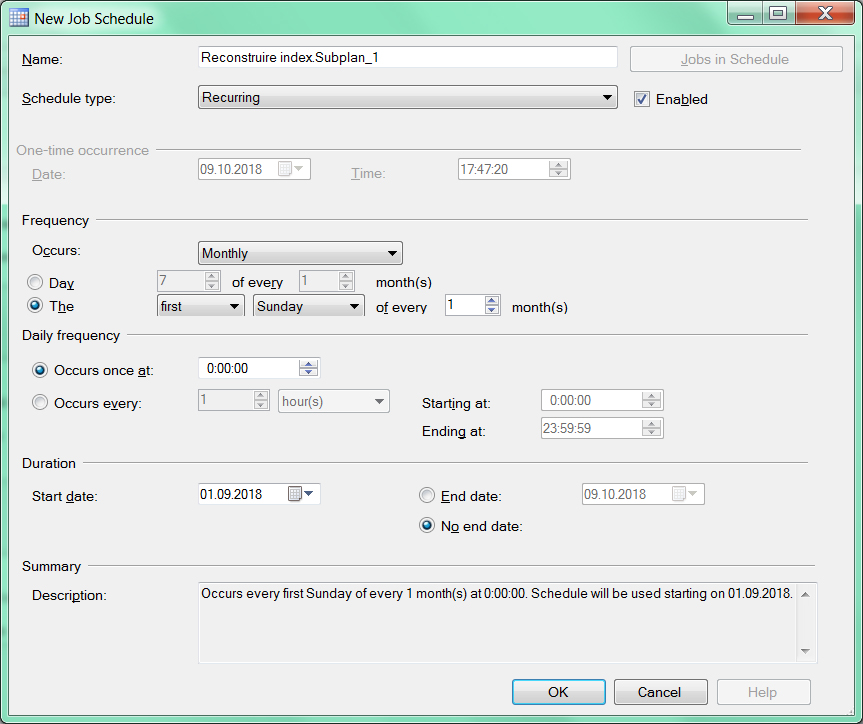 New Job Schedule
Name: Reconstruire index.Subplan_1 Jobs in Schedule
Schedule type: Recurring Enabled
One-time occurrence
Date: 09.10.2018 Time: 17:47:20
Frequency
Occurs: Monthly
Day 7 of every 1 month(s)
The first Sunday of every 1 month(s)
Daily frequency
Occurs once at: 0:00:00
Occurs every: 1 hour(s) Starting at: 0:00:00
Ending at: 23:59:59
Duration
Start date: 01.09.2018 End date: 09.10.2018
No end date:
Summary
Description: Occurs every first Sunday of every 1 month(s) at 0:00:00. Schedule will be used starting on 01.09.2018.
OK Cancel Help